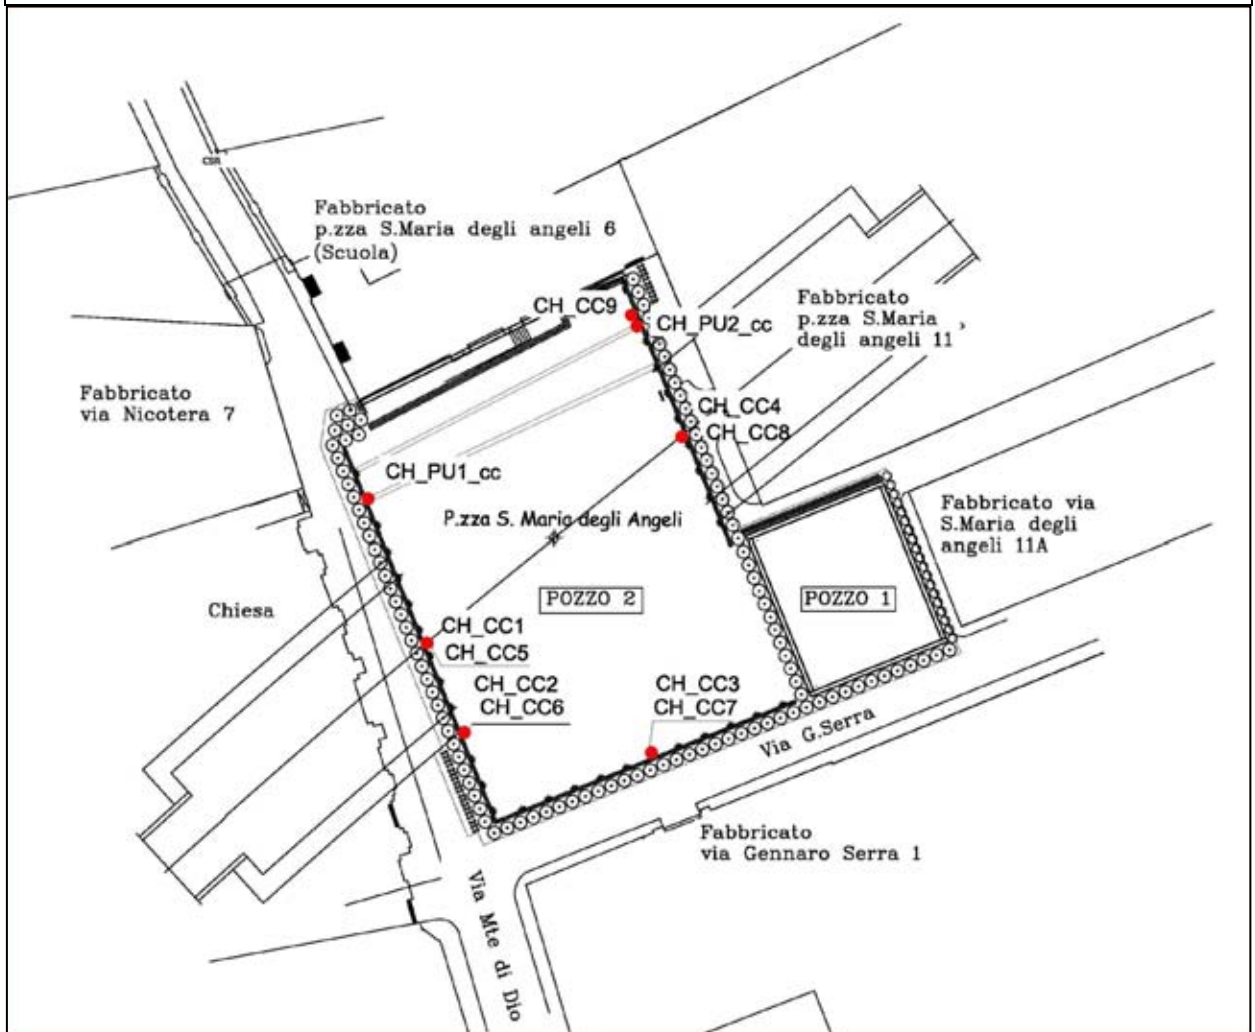 CSA
Fabbricato
p.zza S.Maria degli angeli 6
(Scuola)
CH_CC9
CH_PU2_cc
Fabbricato
p.zza S.Maria
degli angeli 11
Fabbricato
via Nicotera 7
CH_CC4
CH_CC8
CH_PU1_cc
P.zza S. Maria degli Angeli
Fabbricato via
S.Maria degli
angeli 11A
POZZO 2
POZZO 1
Chiesa
CH_CC1
CH_CC5
CH_CC2
CH_CC6
CH_CC3
CH_CC7
Via G.Serra
Fabbricato
via Gennaro Serra 1
Via Mte di Dio